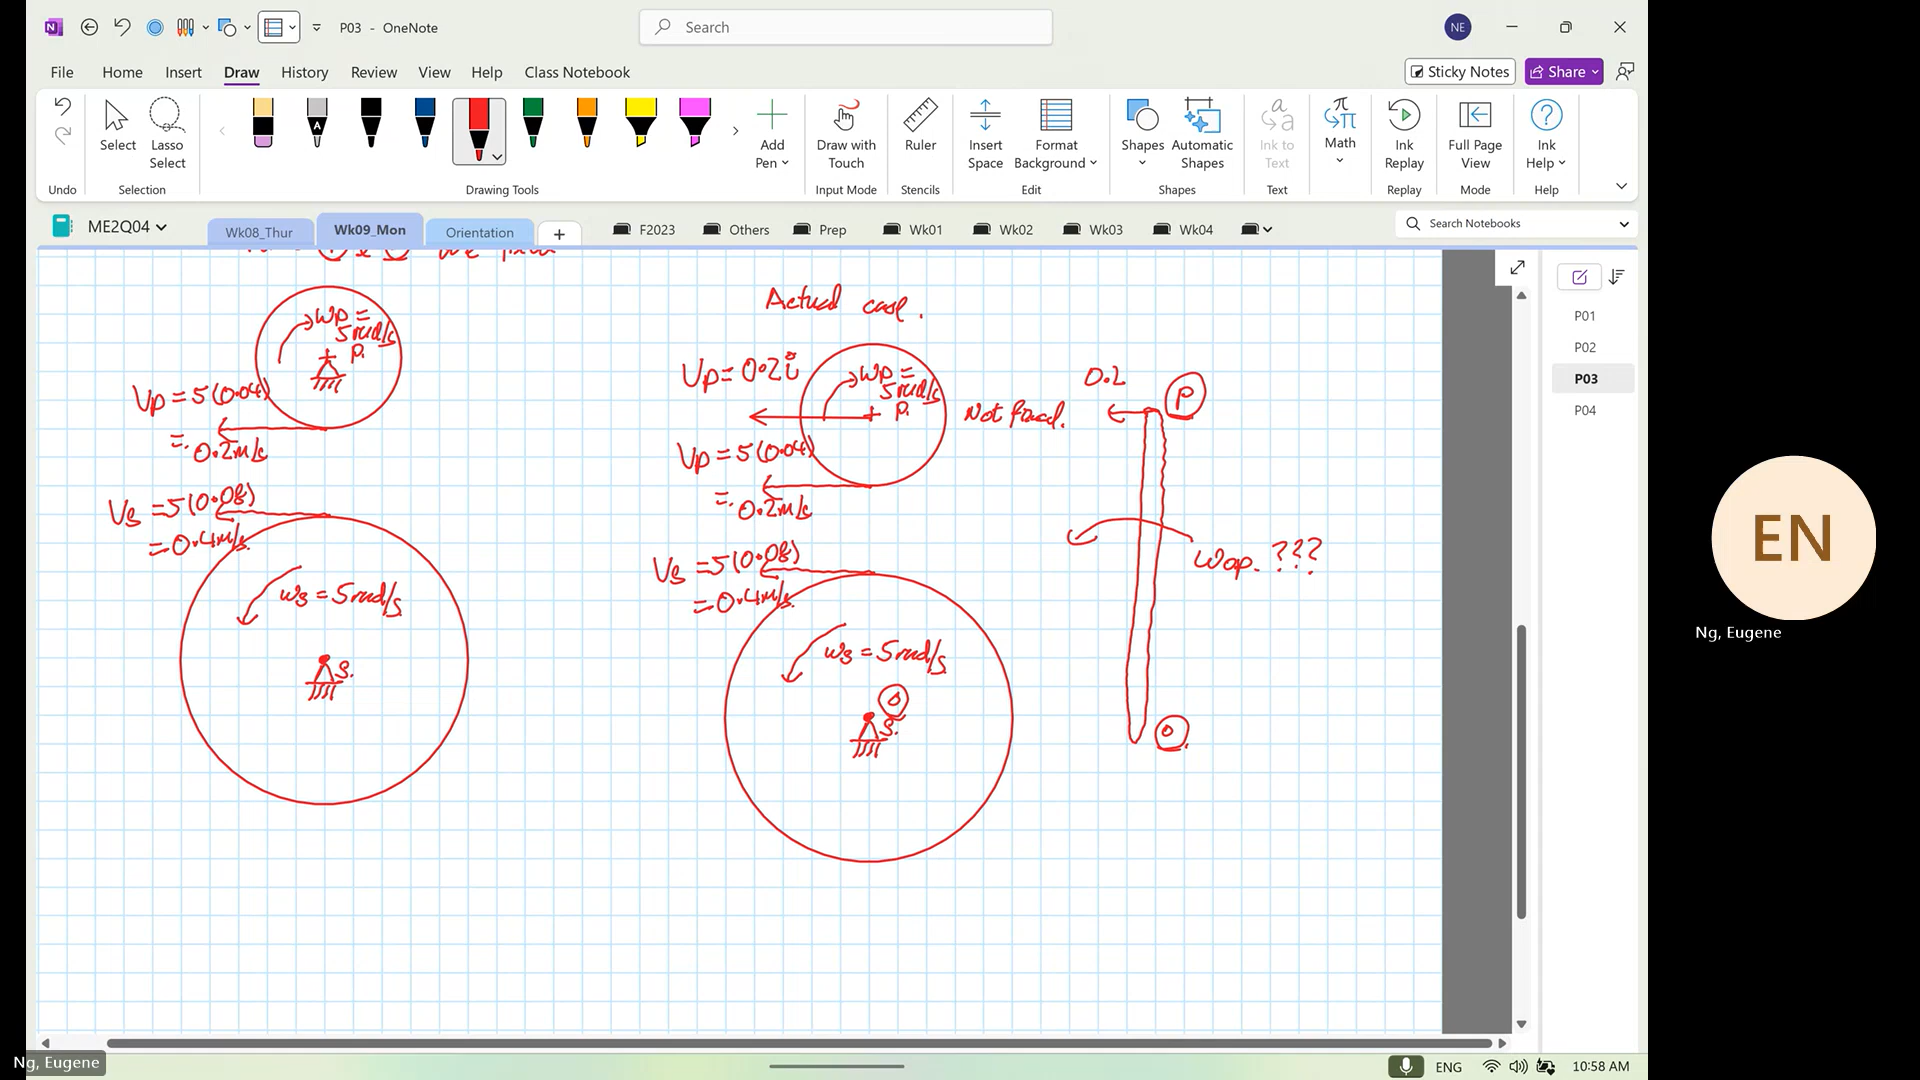 P03 - OneNote
Search
NE
File Home Insert Draw History Review View Help Class Notebook
Sticky Notes
Share
Undo
Select
Lasso Select
Selection
A
Drawing Tools
Add Pen
Draw with Touch
Input Mode
Ruler
Stencils
Insert Space
Format Background
Edit
Shapes
Automatic Shapes
Shapes
Ink to Text
Text
Math
Ink Replay
Replay
Full Page View
Mode
Ink Help
Help
ME2Q04
Wk08_Thur
Wk09_Mon
Orientation
F2023
Others
Prep
Wk01
Wk02
Wk03
Wk04
Search Notebooks
P01
P02
P03
P04
Wp =
5rad/s
P.
Vp = 5(0.04)
= 0.2m/s
Vs = 5(0.08)
= 0.4m/s
Ws = 5rad/s
S.
Actual case.
Vp = 0.2i
Wp =
5rad/s
P.
Not fixed.
Vp = 5(0.04)
= 0.2m/s
Vs = 5(0.08)
= 0.4m/s
Ws = 5rad/s
O
S.
0.2
P
Wop. ???
O
EN
Ng, Eugene
Ng, Eugene
ENG
10:58 AM